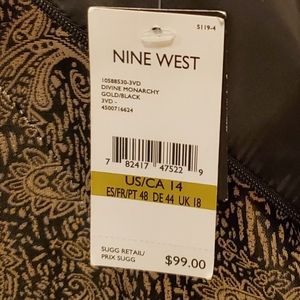 S119-4
NINE WEST
10588530-3VD
DIVINE MONARCHY
GOLD/BLACK
3VD -
4500716624
7 82417 47522 9
US/CA 14
ES/FR/PT 48 DE 44 UK 18
SUGG RETAIL/
PRIX SUGG $99.00